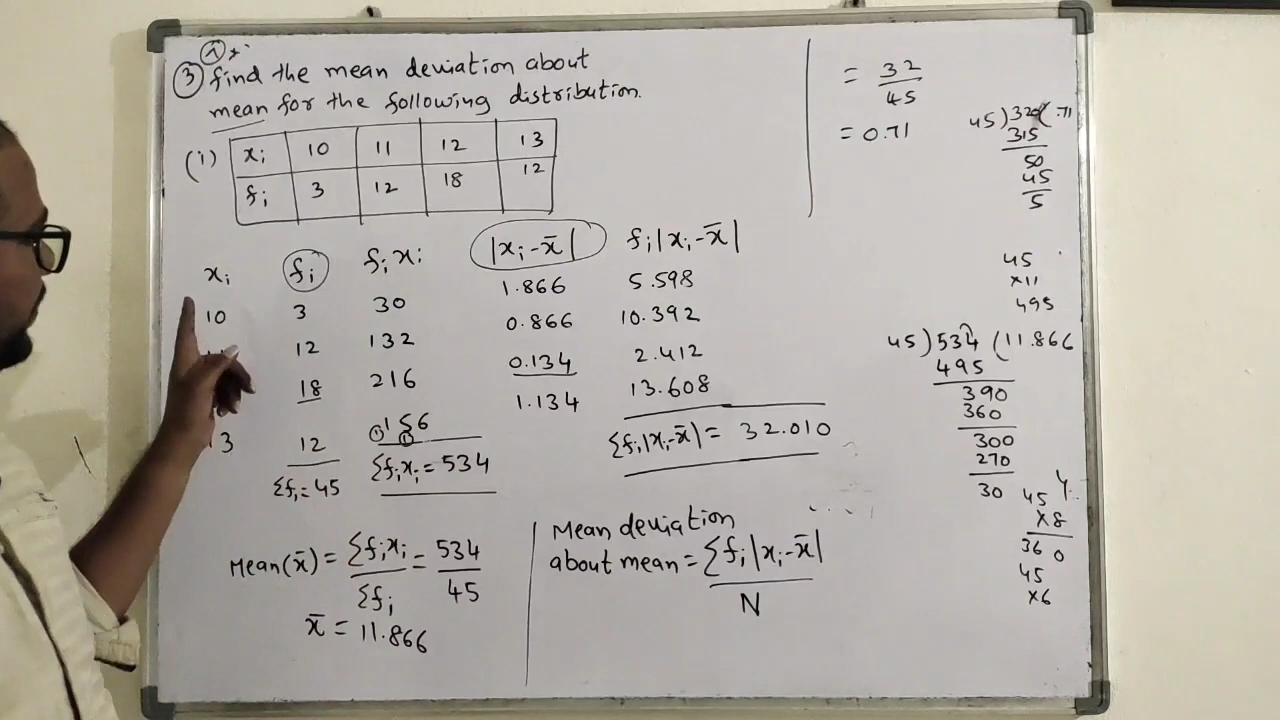 ③ find the mean deviation about
mean for the following distribution.
(i) xᵢ 10 11 12 13
fᵢ 3 12 18 12
xᵢ fᵢ fᵢxᵢ |xᵢ-x̄| fᵢ|xᵢ-x̄|
10 3 30 1.866 5.598
12 132 0.866 10.392
18 216 0.134 2.412
3 12 156 1.134 13.608
Σfᵢ=45 Σfᵢxᵢ=534 Σfᵢ|xᵢ-x̄|= 32.010
Mean(x̄) = Σfᵢxᵢ/Σfᵢ = 534/45
x̄ = 11.866
Mean deviation
about mean = Σfᵢ|xᵢ-x̄|
N
= 32/45
= 0.71
45)320(.71
315
50
45
5
45
x11
495
45)534(11.866
495
390
360
300
270
30
45
x8
360
45
x6